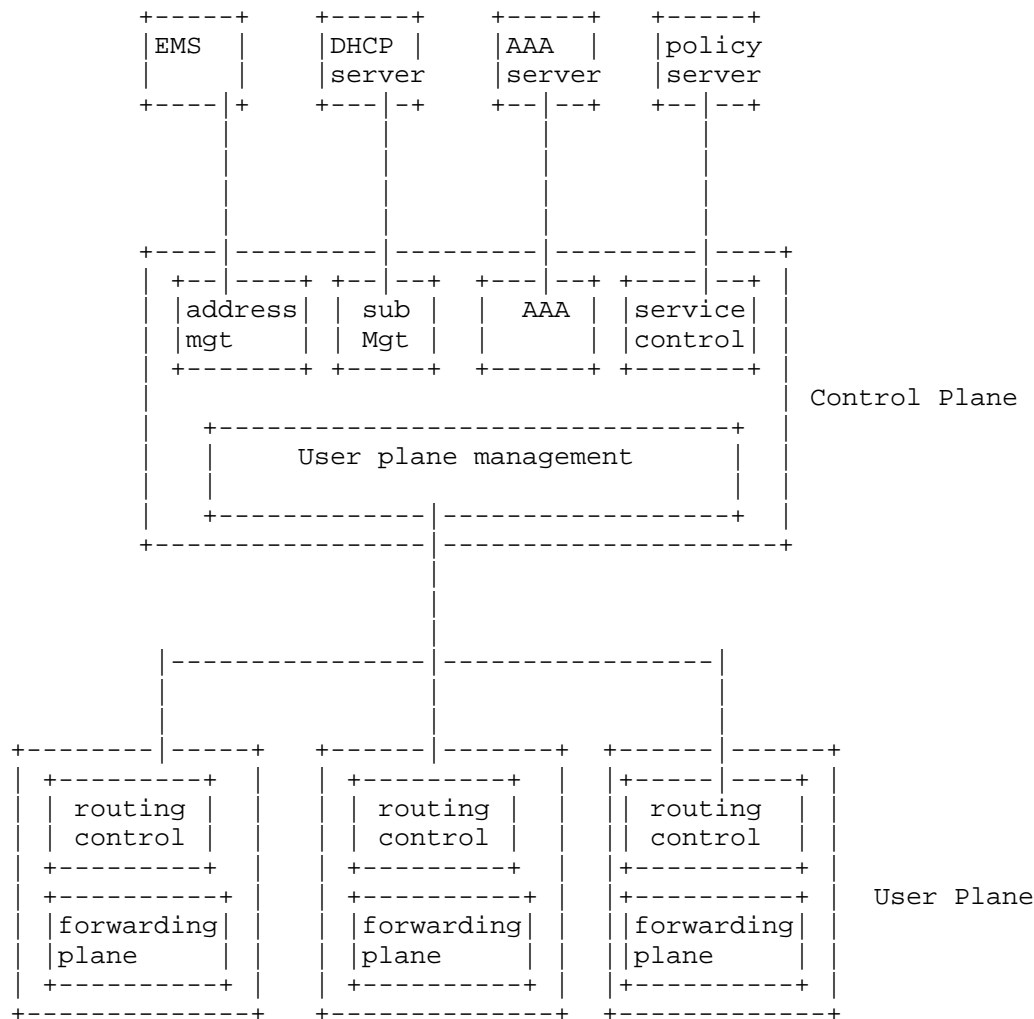 EMS DHCP AAA policy
server server server
address sub AAA service
mgt Mgt control
Control Plane
User plane management
routing routing routing
control control control
User Plane
forwarding forwarding forwarding
plane plane plane